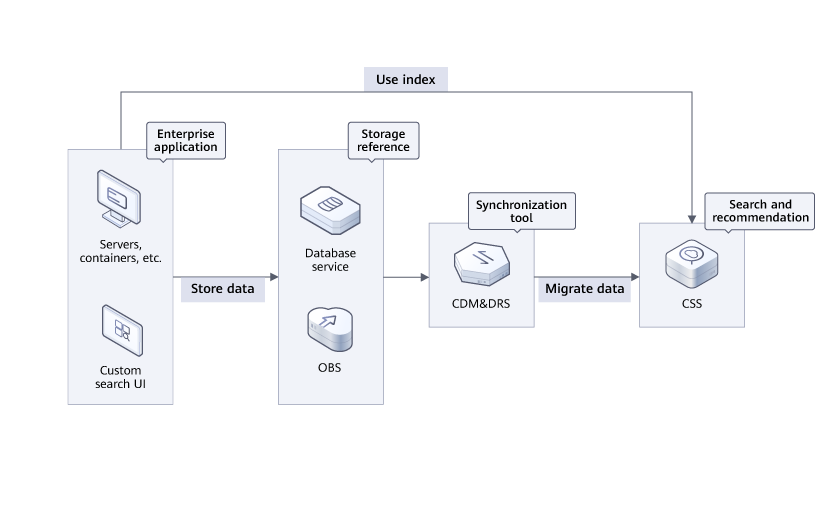 Use index
Enterprise
application
Storage
reference
Servers,
containers, etc.
Custom
search UI
Store data
Database
service
OBS
Synchronization
tool
CDM&DRS
Migrate data
Search and
recommendation
CSS